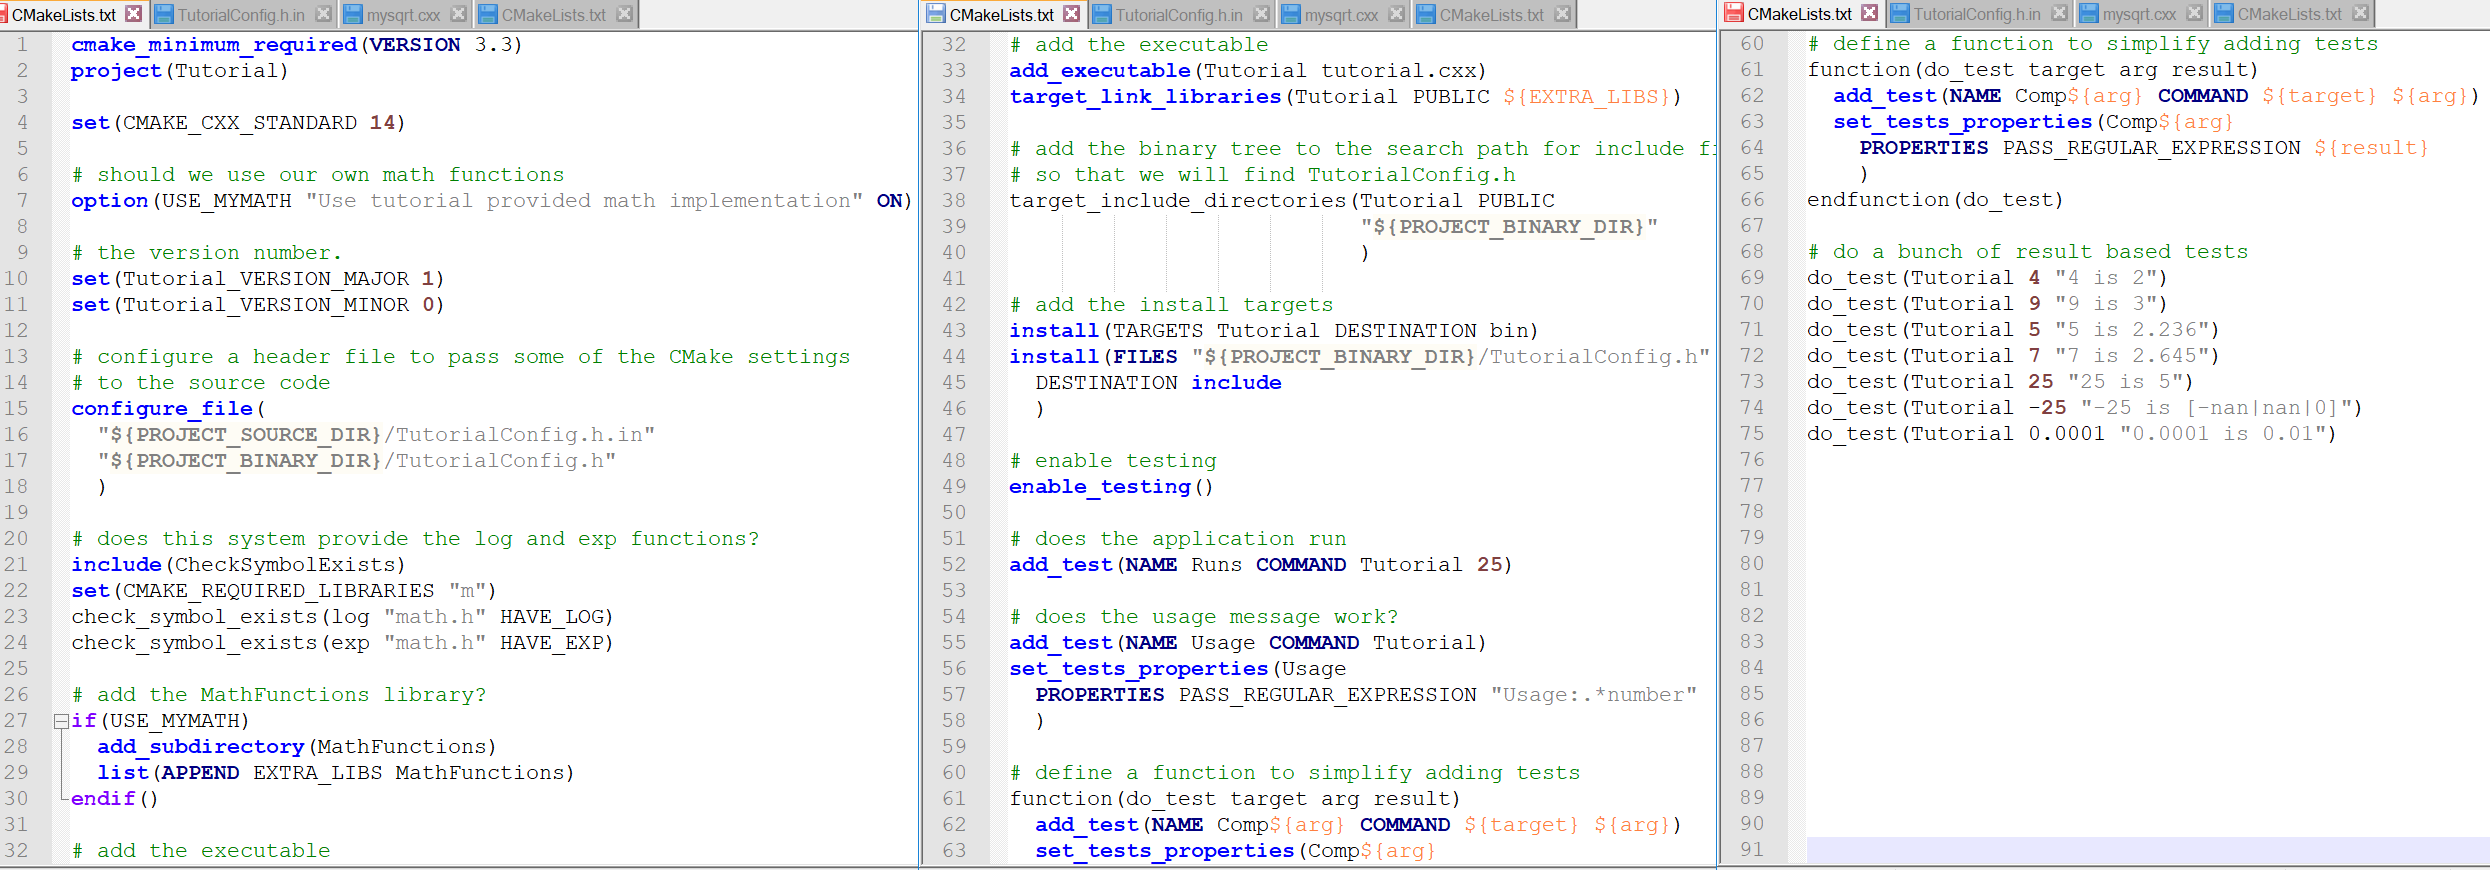 CMakeLists.txt TutorialConfig.h.in mysqrt.cxx CMakeLists.txt
1 cmake_minimum_required(VERSION 3.3)
2 project(Tutorial)
3
4 set(CMAKE_CXX_STANDARD 14)
5
6 # should we use our own math functions
7 option(USE_MYMATH "Use tutorial provided math implementation" ON)
8
9 # the version number.
10 set(Tutorial_VERSION_MAJOR 1)
11 set(Tutorial_VERSION_MINOR 0)
12
13 # configure a header file to pass some of the CMake settings
14 # to the source code
15 configure_file(
16 "${PROJECT_SOURCE_DIR}/TutorialConfig.h.in"
17 "${PROJECT_BINARY_DIR}/TutorialConfig.h"
18 )
19
20 # does this system provide the log and exp functions?
21 include(CheckSymbolExists)
22 set(CMAKE_REQUIRED_LIBRARIES "m")
23 check_symbol_exists(log "math.h" HAVE_LOG)
24 check_symbol_exists(exp "math.h" HAVE_EXP)
25
26 # add the MathFunctions library?
27 if(USE_MYMATH)
28 add_subdirectory(MathFunctions)
29 list(APPEND EXTRA_LIBS MathFunctions)
30 endif()
31
32 # add the executable
CMakeLists.txt TutorialConfig.h.in mysqrt.cxx CMakeLists.txt
32 # add the executable
33 add_executable(Tutorial tutorial.cxx)
34 target_link_libraries(Tutorial PUBLIC ${EXTRA_LIBS})
35
36 # add the binary tree to the search path for include fi
37 # so that we will find TutorialConfig.h
38 target_include_directories(Tutorial PUBLIC
39 "${PROJECT_BINARY_DIR}"
40 )
41
42 # add the install targets
43 install(TARGETS Tutorial DESTINATION bin)
44 install(FILES "${PROJECT_BINARY_DIR}/TutorialConfig.h"
45 DESTINATION include
46 )
47
48 # enable testing
49 enable_testing()
50
51 # does the application run
52 add_test(NAME Runs COMMAND Tutorial 25)
53
54 # does the usage message work?
55 add_test(NAME Usage COMMAND Tutorial)
56 set_tests_properties(Usage
57 PROPERTIES PASS_REGULAR_EXPRESSION "Usage:.*number"
58 )
59
60 # define a function to simplify adding tests
61 function(do_test target arg result)
62 add_test(NAME Comp${arg} COMMAND ${target} ${arg})
63 set_tests_properties(Comp${arg}
CMakeLists.txt TutorialConfig.h.in mysqrt.cxx CMakeLists.txt
60 # define a function to simplify adding tests
61 function(do_test target arg result)
62 add_test(NAME Comp${arg} COMMAND ${target} ${arg})
63 set_tests_properties(Comp${arg}
64 PROPERTIES PASS_REGULAR_EXPRESSION ${result}
65 )
66 endfunction(do_test)
67
68 # do a bunch of result based tests
69 do_test(Tutorial 4 "4 is 2")
70 do_test(Tutorial 9 "9 is 3")
71 do_test(Tutorial 5 "5 is 2.236")
72 do_test(Tutorial 7 "7 is 2.645")
73 do_test(Tutorial 25 "25 is 5")
74 do_test(Tutorial -25 "-25 is [-nan|nan|0]")
75 do_test(Tutorial 0.0001 "0.0001 is 0.01")
76
77
78
79
80
81
82
83
84
85
86
87
88
89
90
91